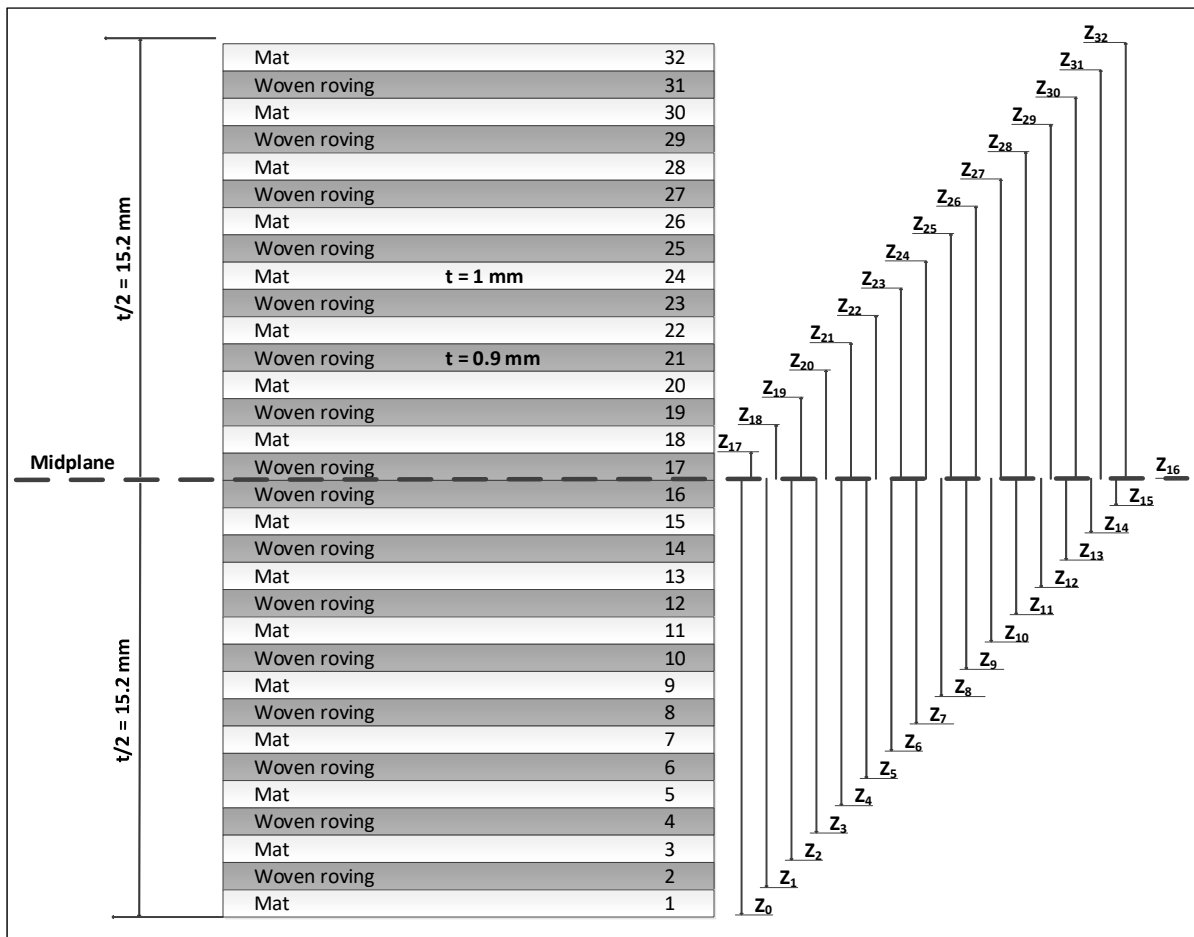 Mat 32
Woven roving 31
Mat 30
Woven roving 29
Mat 28
Woven roving 27
Mat 26
Woven roving 25
Mat t = 1 mm 24
Woven roving 23
Mat 22
Woven roving t = 0.9 mm 21
Mat 20
Woven roving 19
Mat 18
Woven roving 17
Woven roving 16
Mat 15
Woven roving 14
Mat 13
Woven roving 12
Mat 11
Woven roving 10
Mat 9
Woven roving 8
Mat 7
Woven roving 6
Mat 5
Woven roving 4
Mat 3
Woven roving 2
Mat 1
t/2 = 15.2 mm
Midplane
t/2 = 15.2 mm
Z₃₂
Z₃₁
Z₃₀
Z₂₉
Z₂₈
Z₂₇
Z₂₆
Z₂₅
Z₂₄
Z₂₃
Z₂₂
Z₂₁
Z₂₀
Z₁₉
Z₁₈
Z₁₇
Z₁₆
Z₁₅
Z₁₄
Z₁₃
Z₁₂
Z₁₁
Z₁₀
Z₉
Z₈
Z₇
Z₆
Z₅
Z₄
Z₃
Z₂
Z₁
Z₀